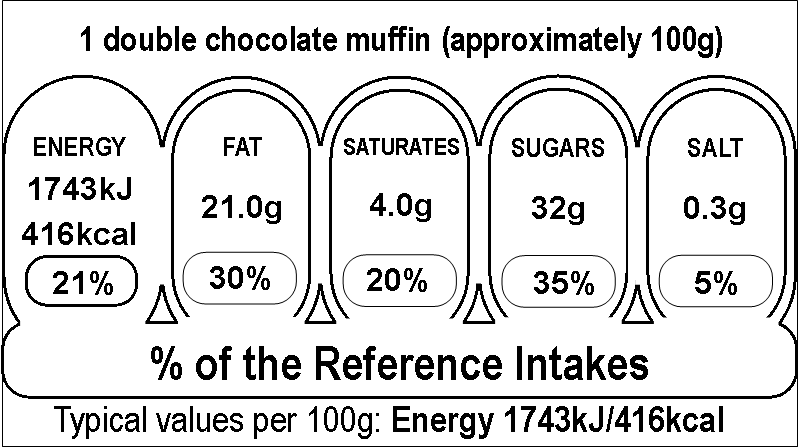 1 double chocolate muffin (approximately 100g)
ENERGY FAT SATURATES SUGARS SALT
1743kJ
416kcal
21.0g 4.0g 32g 0.3g
21% 30% 20% 35% 5%
% of the Reference Intakes
Typical values per 100g: Energy 1743kJ/416kcal